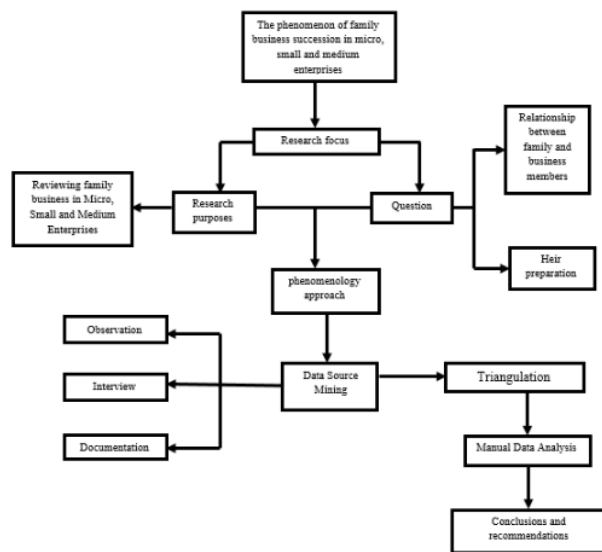 The phenomenon of family
business succession in micro,
small and medium
enterprises
Research focus
Relationship
between
family and
business
members
Reviewing family
business in Micro,
Small and Medium
Enterprises
Research
purposes
Question
Heir
preparation
phenomenology
approach
Observation
Interview
Documentation
Data Source
Mining
Triangulation
Manual Data Analysis
Conclusions and
recommendations